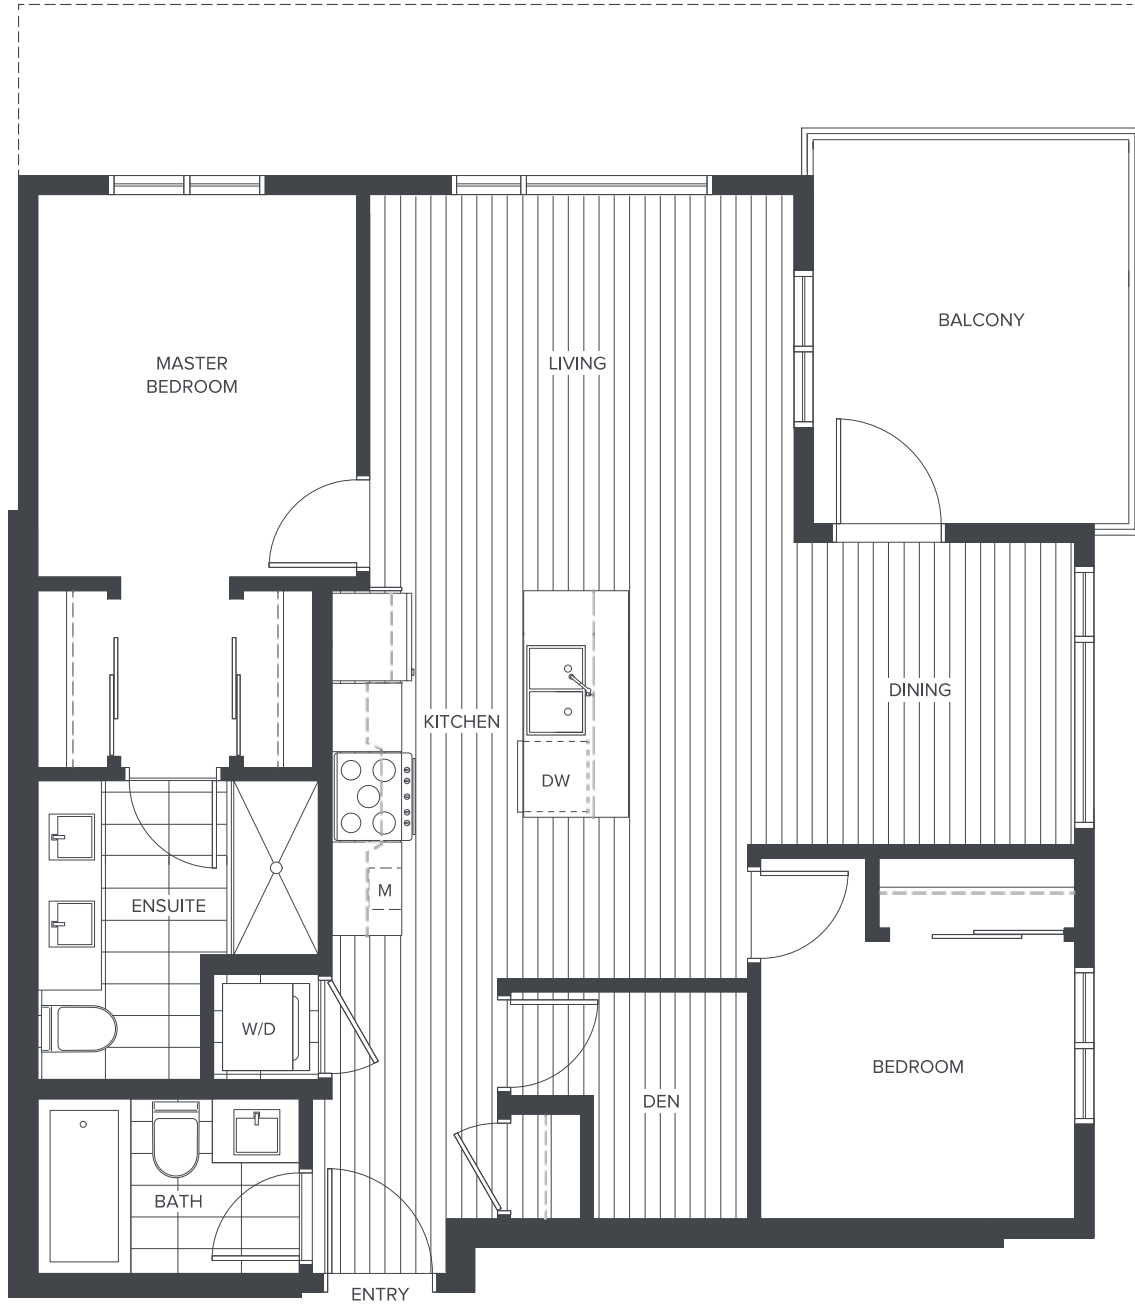 BALCONY
MASTER
BEDROOM
LIVING
DINING
KITCHEN
DW
M
ENSUITE
W/D
BEDROOM
DEN
BATH
ENTRY